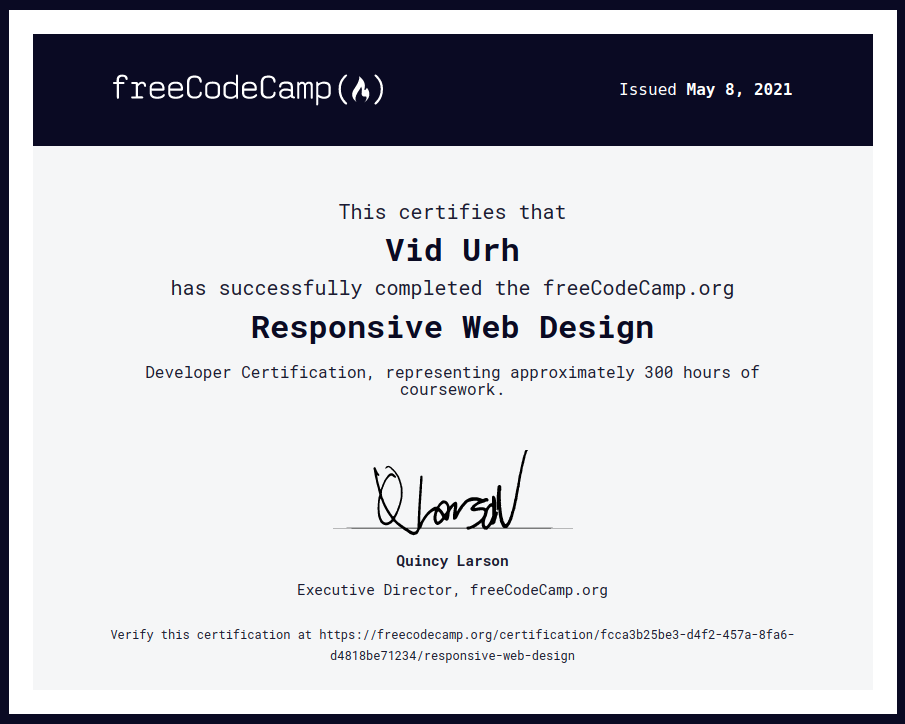 freeCodeCamp(🔥)
Issued May 8, 2021
This certifies that
Vid Urh
has successfully completed the freeCodeCamp.org
Responsive Web Design
Developer Certification, representing approximately 300 hours of
coursework.
Q Larson
Quincy Larson
Executive Director, freeCodeCamp.org
Verify this certification at https://freecodecamp.org/certification/fcca3b25be3-d4f2-457a-8fa6-
d4818be71234/responsive-web-design